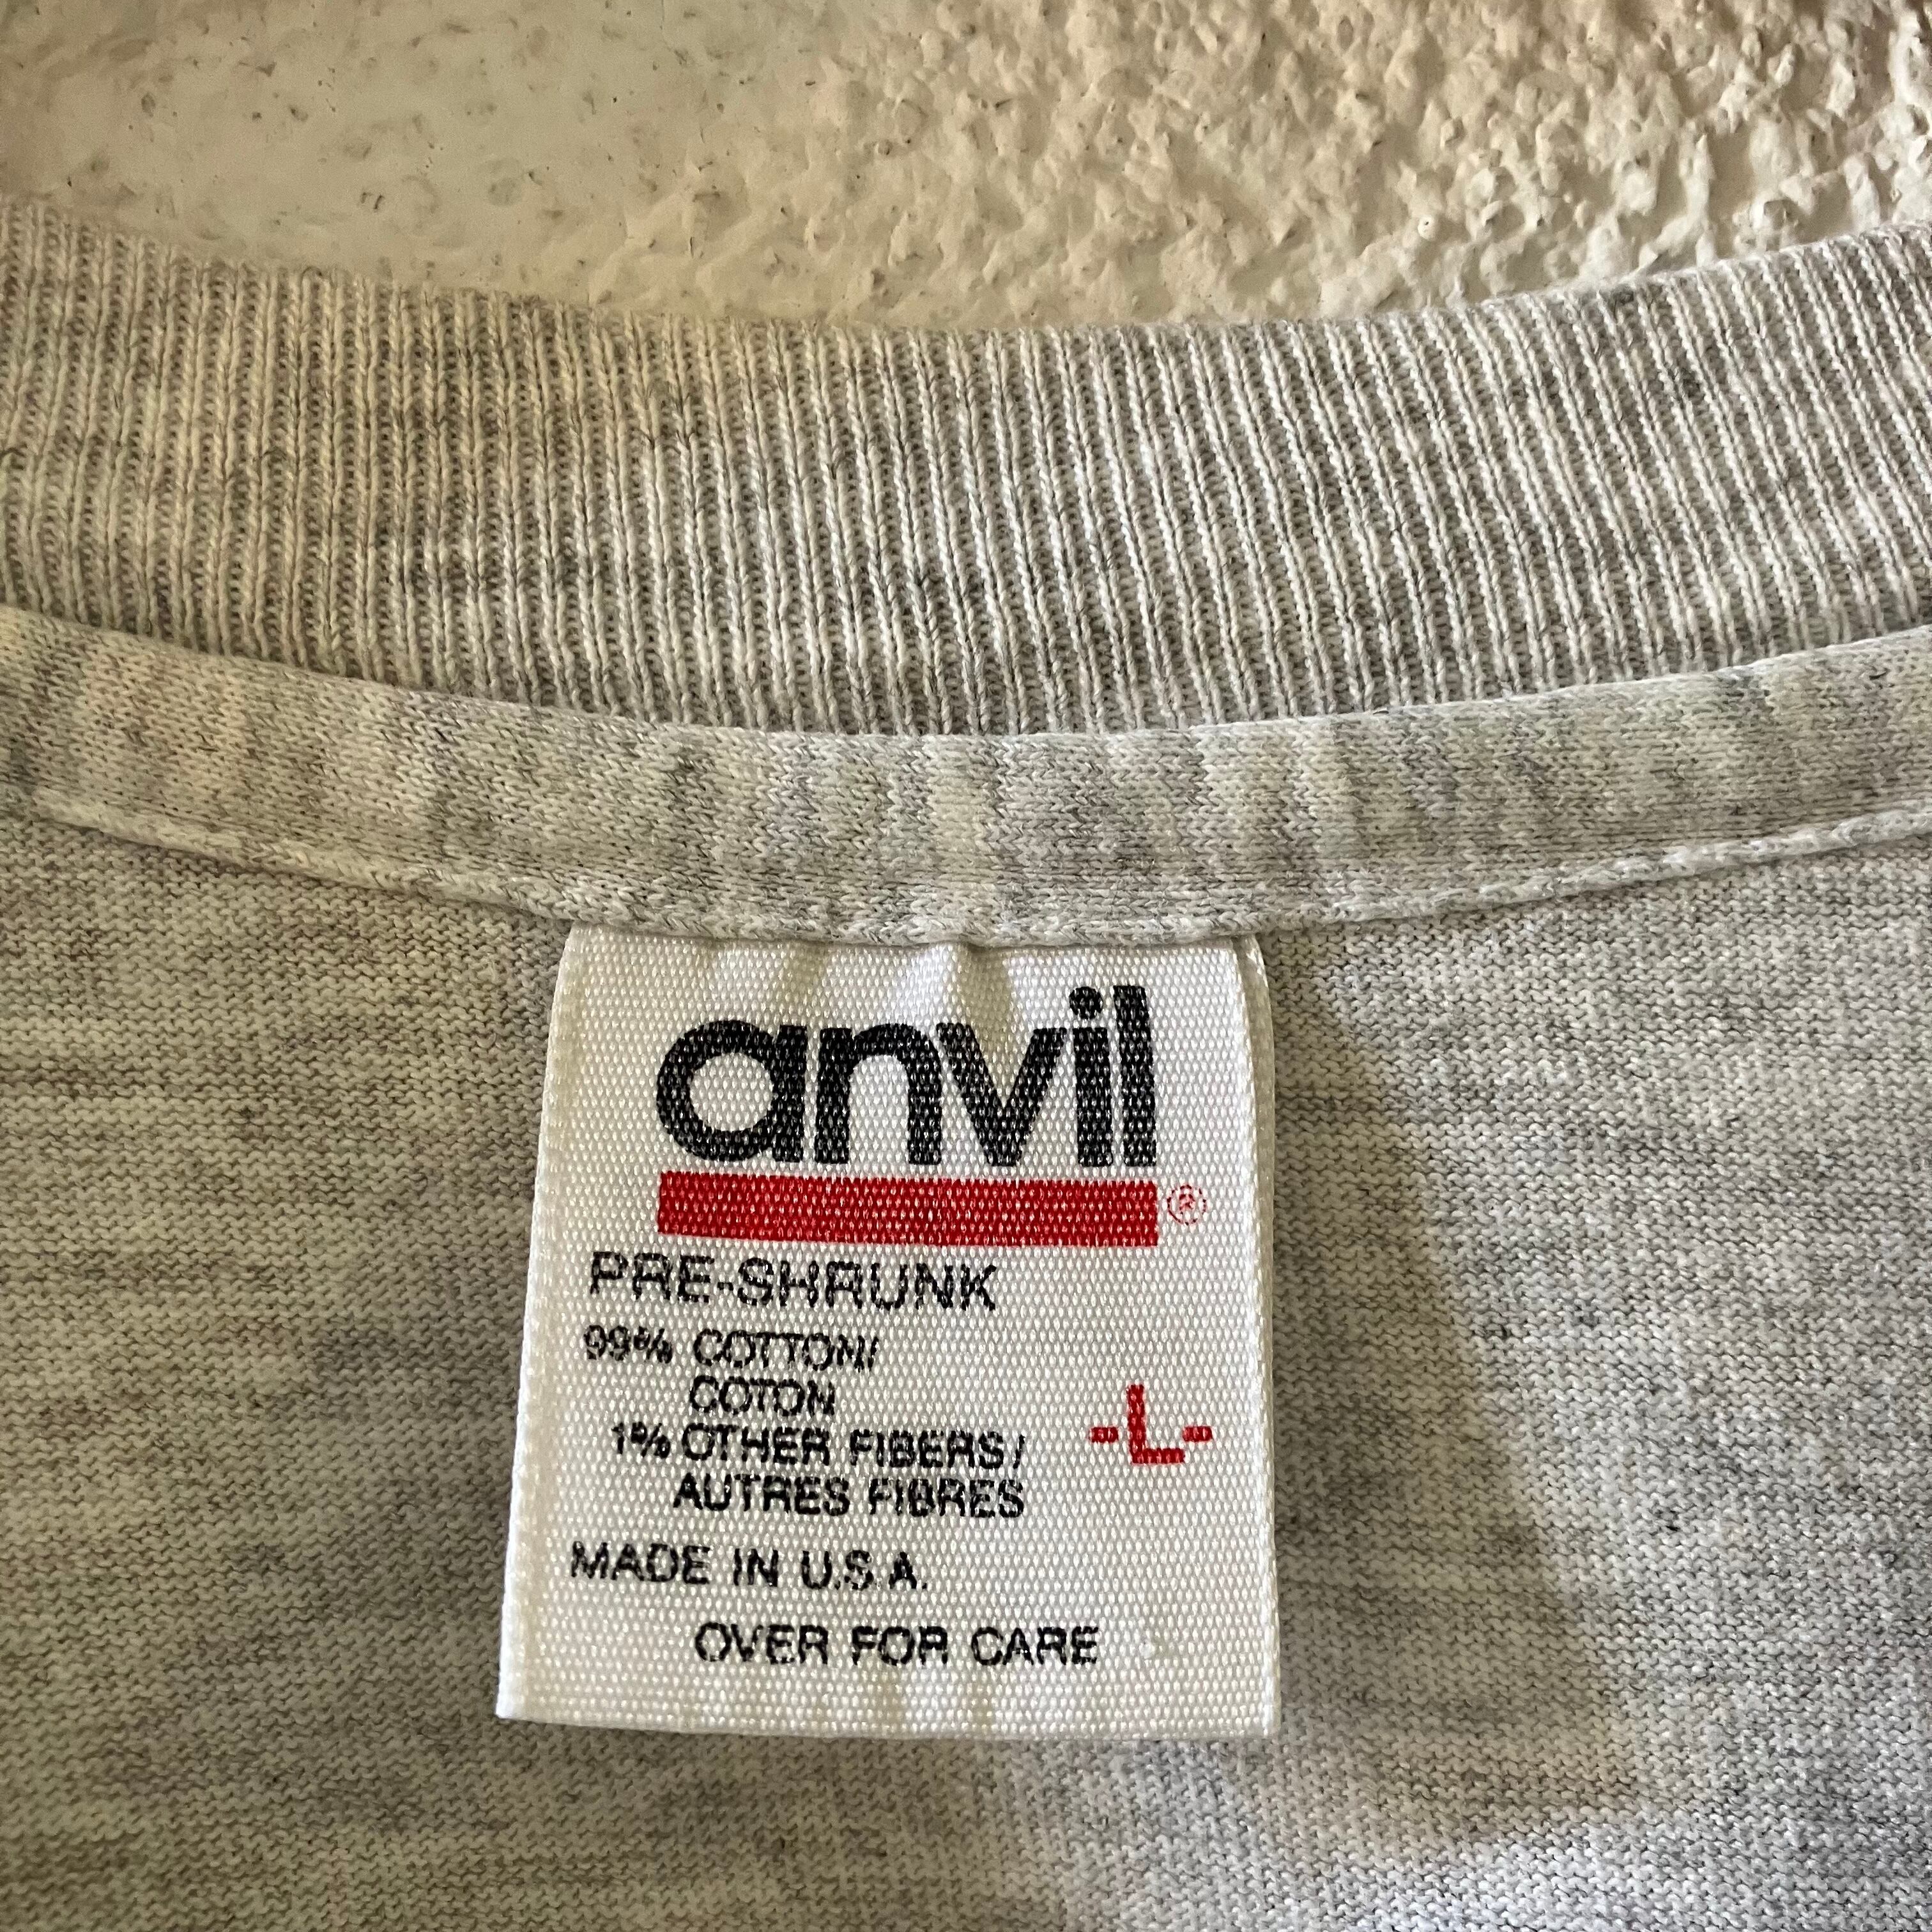 anvil®
PRE-SHRUNK
99% COTTON/
COTON
1% OTHER FIBERS/
AUTRES FIBRES
-L-
MADE IN U.S.A.
OVER FOR CARE